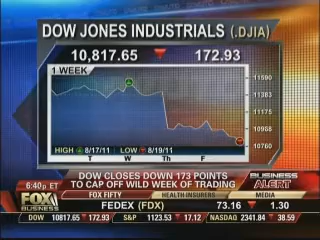 DOW JONES INDUSTRIALS (.DJIA)
10,817.65 172.93
1 WEEK
11590
11383
11175
10968
10760
HIGH 8/17/11 LOW 8/19/11
T W Th F
DOW CLOSES DOWN 173 POINTS
TO CAP OFF WILD WEEK OF TRADING
BUSINESS
ALERT
6:40p ET
FOX FIFTY HEALTH INSURERS MEDIA
FOX
BUSINESS
FEDEX (FDX) 73.16 1.30
DOW 10817.65 172.93 S&P 1123.53 17.12 NASDAQ 2341.84 38.59